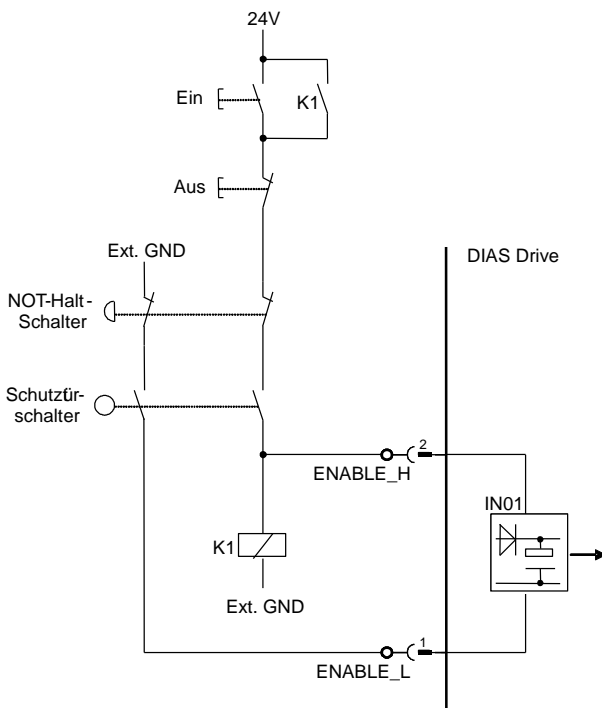 24V
Ein
K1
Aus
Ext. GND
DIAS Drive
NOT-Halt-
Schalter
Schutztür-
schalter
2
ENABLE_H
IN01
K1
Ext. GND
1
ENABLE_L